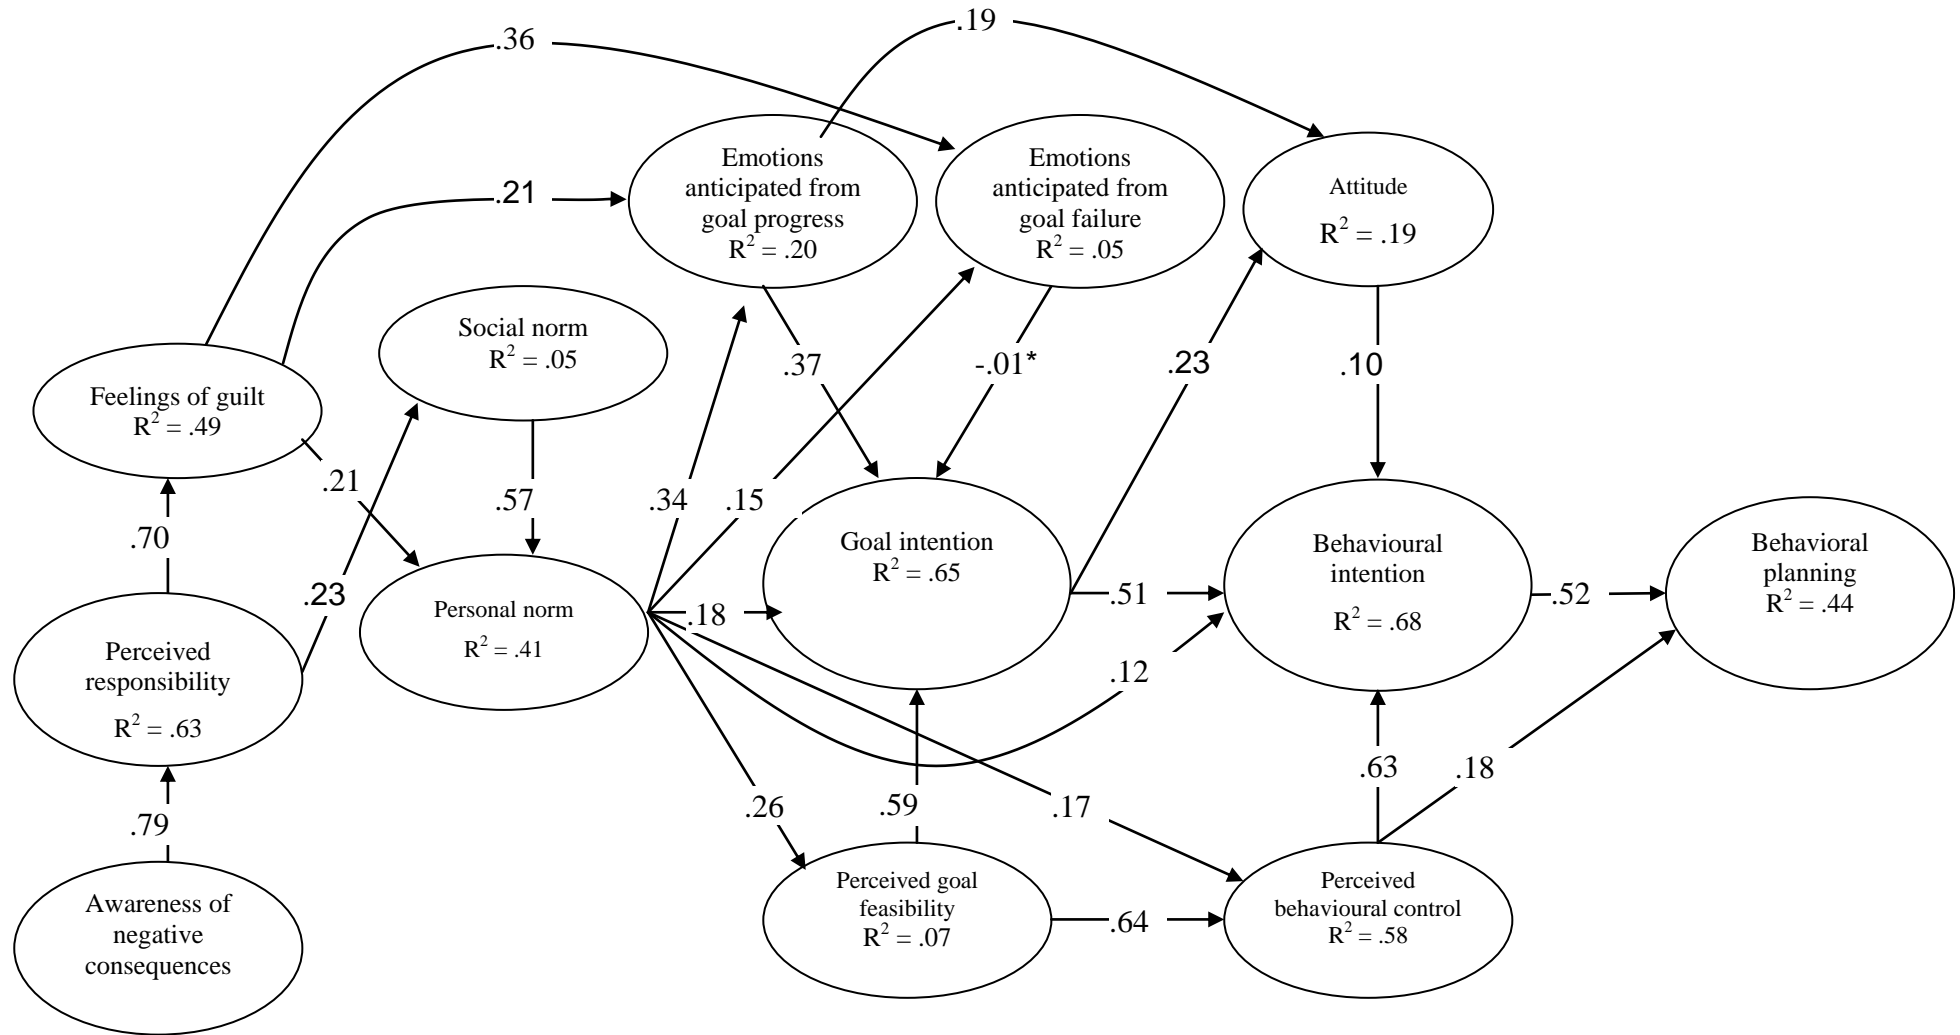 .19
.36
Emotions
anticipated from
goal progress
R² = .20
Emotions
anticipated from
goal failure
R² = .05
Attitude
R² = .19
.21
Social norm
R² = .05
Feelings of guilt
R² = .49
.37
-.01*
.23
.10
.21
.57
.34
.15
.70
Goal intention
R² = .65
Behavioural
intention
R² = .68
Behavioral
planning
R² = .44
.23
Personal norm
R² = .41
.18
.51
.52
Perceived
responsibility
R² = .63
.12
.63
.18
.79
.26
.59
.17
Awareness of
negative
consequences
Perceived goal
feasibility
R² = .07
.64
Perceived
behavioural control
R² = .58